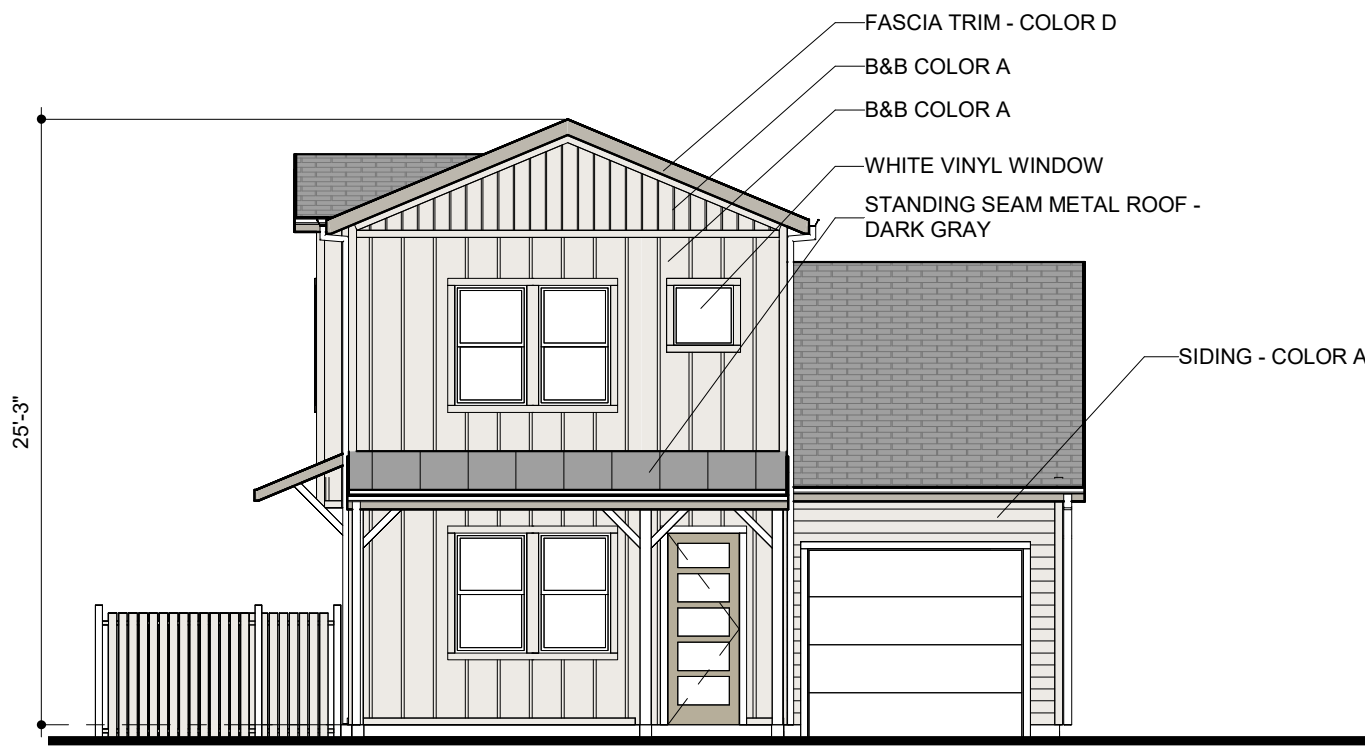 FASCIA TRIM - COLOR D
B&B COLOR A
B&B COLOR A
WHITE VINYL WINDOW
STANDING SEAM METAL ROOF -
DARK GRAY
SIDING - COLOR A
25'-3"